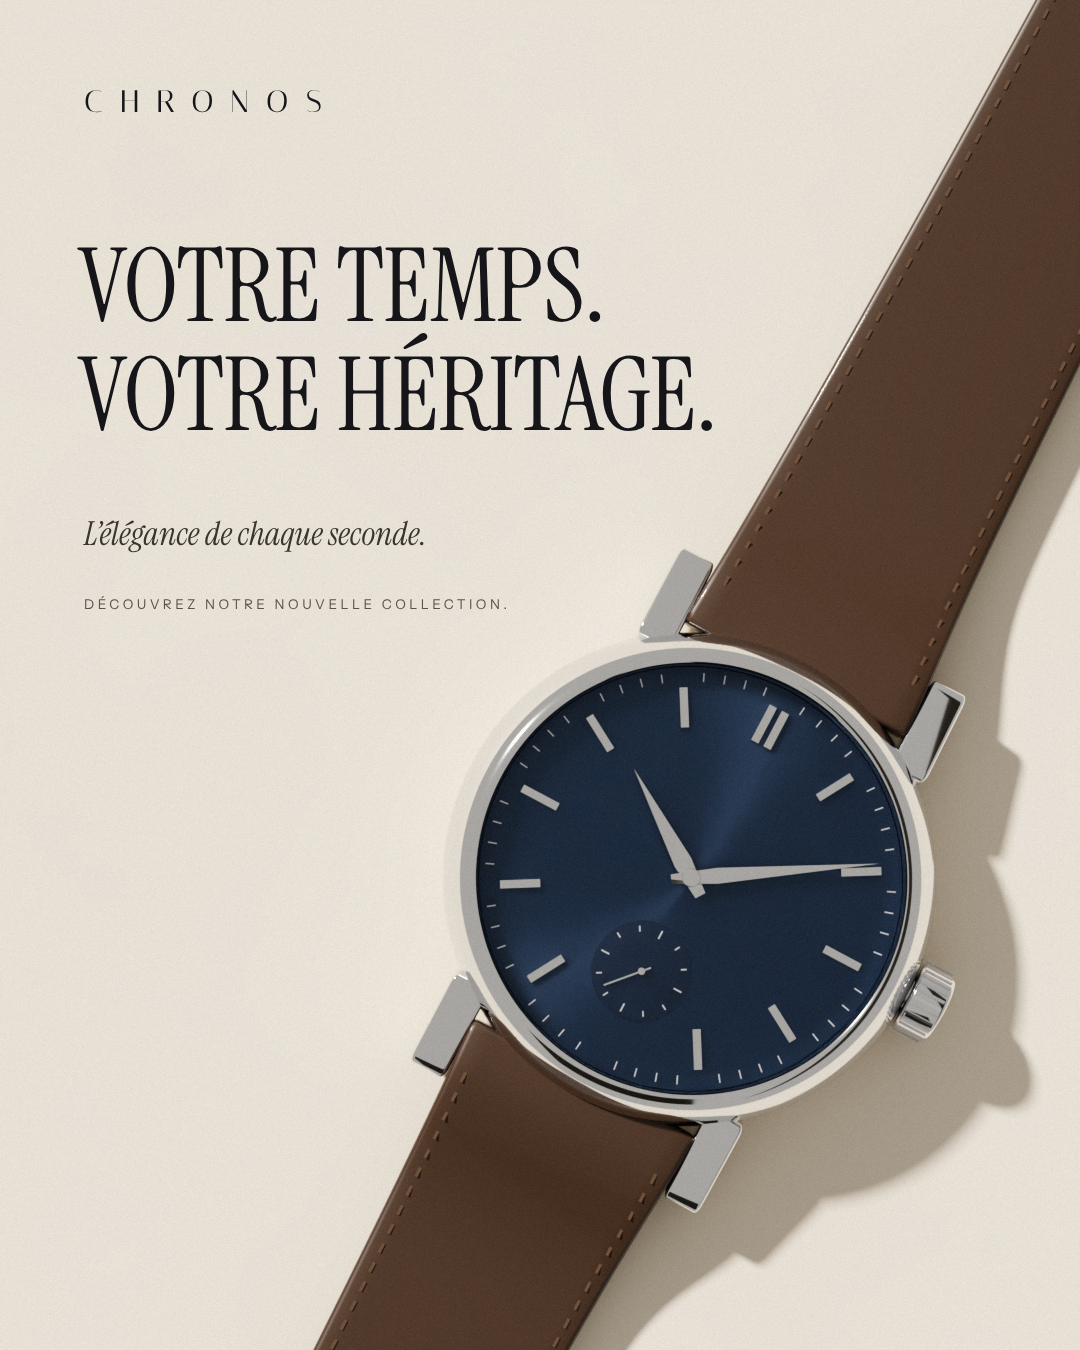 CHRONOS
VOTRE TEMPS.
VOTRE HÉRITAGE.
L’élégance de chaque seconde.
DÉCOUVREZ NOTRE NOUVELLE COLLECTION.